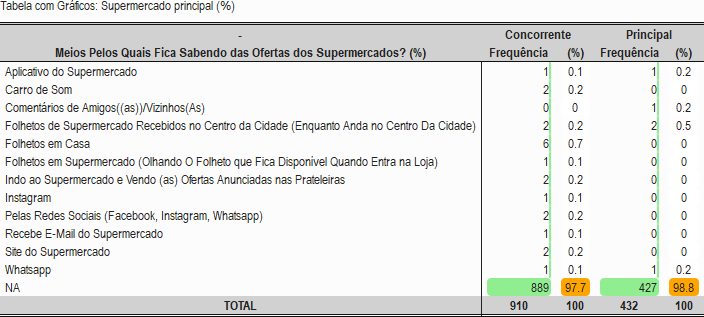 Tabela com Gráficos: Supermercado principal (%)
- Concorrente Principal
Meios Pelos Quais Fica Sabendo das Ofertas dos Supermercados? (%) Frequência (%) Frequência (%)
Aplicativo do Supermercado 1 0.1 1 0.2
Carro de Som 2 0.2 0 0
Comentários de Amigos((as))/Vizinhos(As) 0 0 1 0.2
Folhetos de Supermercado Recebidos no Centro da Cidade (Enquanto Anda no Centro Da Cidade) 2 0.2 2 0.5
Folhetos em Casa 6 0.7 0 0
Folhetos em Supermercado (Olhando O Folheto que Fica Disponível Quando Entra na Loja) 1 0.1 0 0
Indo ao Supermercado e Vendo (as) Ofertas Anunciadas nas Prateleiras 2 0.2 0 0
Instagram 1 0.1 0 0
Pelas Redes Sociais (Facebook, Instagram, Whatsapp) 2 0.2 0 0
Recebe E-Mail do Supermercado 1 0.1 0 0
Site do Supermercado 2 0.2 0 0
Whatsapp 1 0.1 1 0.2
NA 889 97.7 427 98.8
TOTAL 910 100 432 100